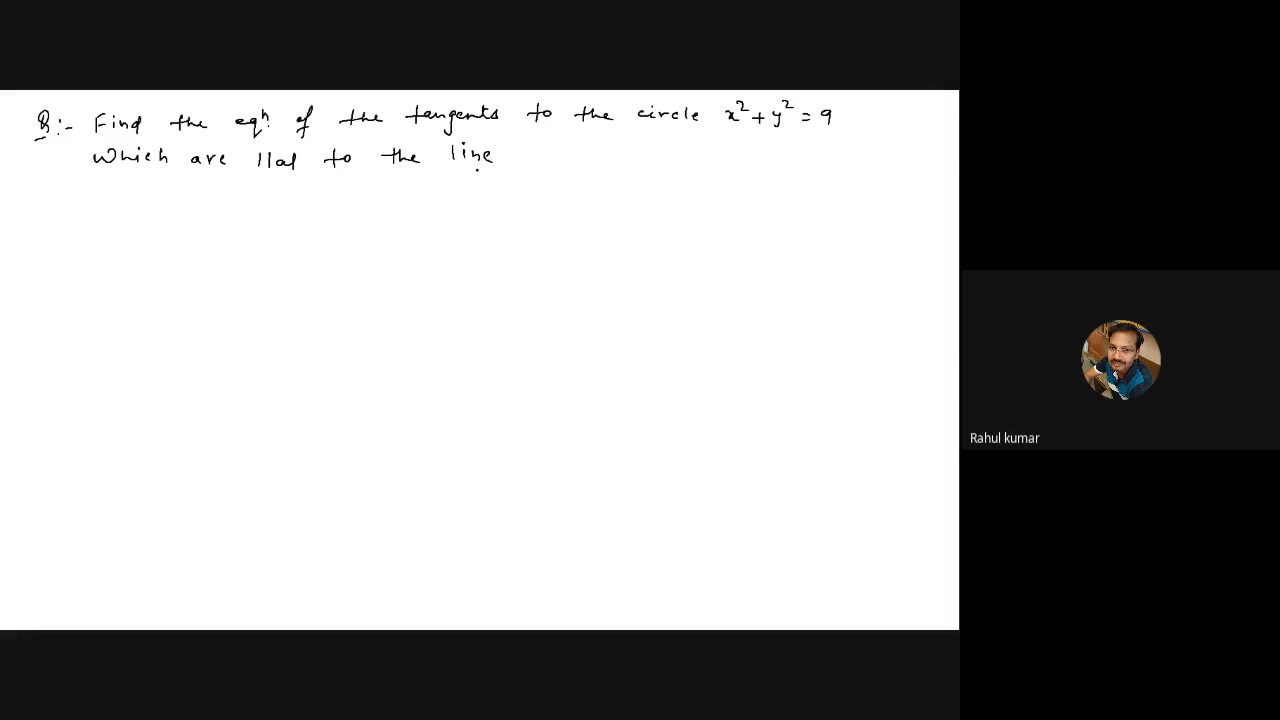 Q:- Find the eqn. of the tangents to the circle x²+y²=9
Which are llal to the line
Rahul kumar